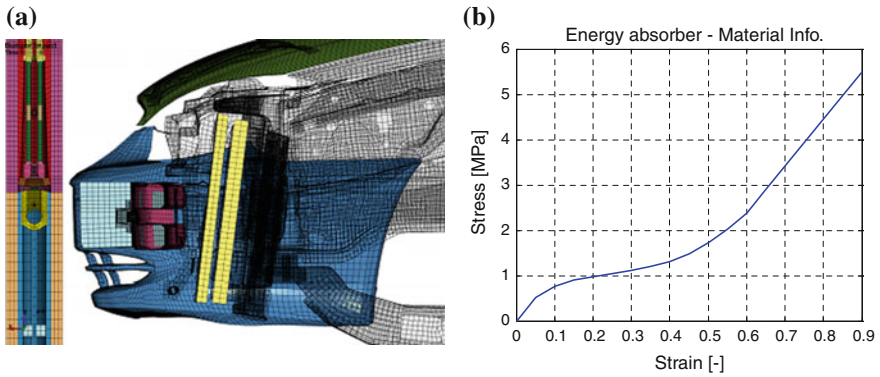 (a)
(b)
Energy absorber - Material Info.
Stress [MPa]
6
5
4
3
2
1
0
0 0.1 0.2 0.3 0.4 0.5 0.6 0.7 0.8 0.9
Strain [-]